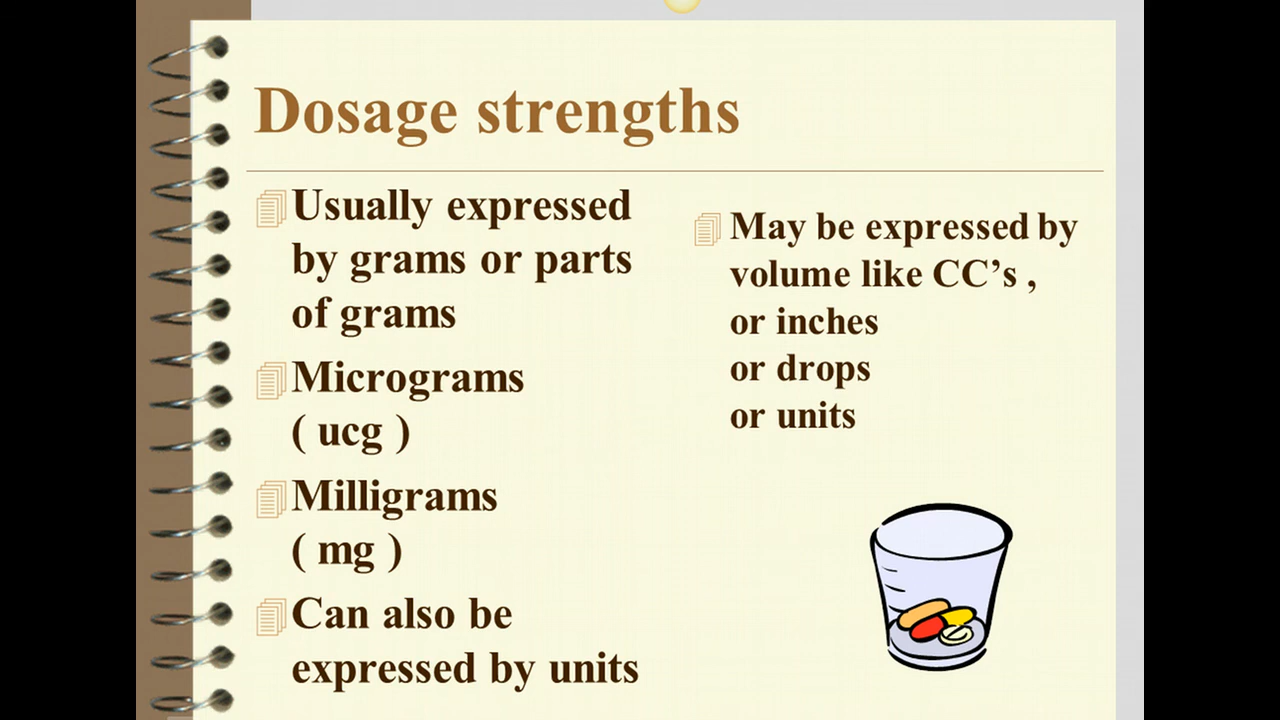 Dosage strengths
Usually expressed
by grams or parts
of grams
Micrograms
( ucg )
Milligrams
( mg )
Can also be
expressed by units
May be expressed by
volume like CC’s ,
or inches
or drops
or units